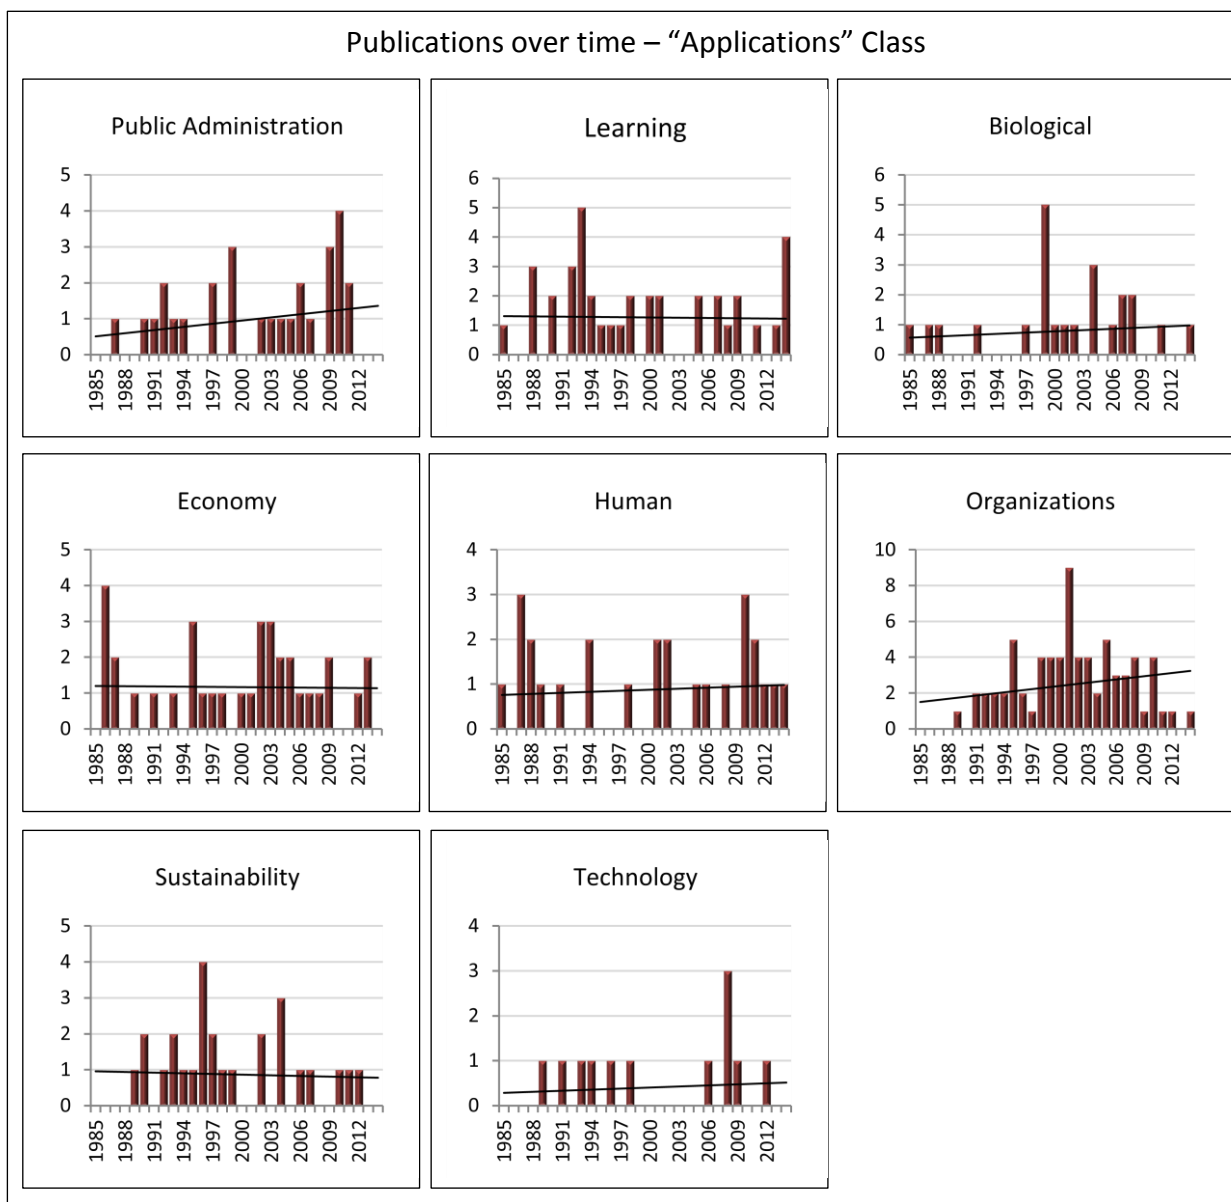 Publications over time – “Applications” Class
Public Administration
5
4
3
2
1
0
1985 1988 1991 1994 1997 2000 2003 2006 2009 2012
Learning
6
5
4
3
2
1
0
1985 1988 1991 1994 1997 2000 2003 2006 2009 2012
Biological
6
5
4
3
2
1
0
1985 1988 1991 1994 1997 2000 2003 2006 2009 2012
Economy
5
4
3
2
1
0
1985 1988 1991 1994 1997 2000 2003 2006 2009 2012
Human
4
3
2
1
0
1985 1988 1991 1994 1997 2000 2003 2006 2009 2012
Organizations
10
8
6
4
2
0
1985 1988 1991 1994 1997 2000 2003 2006 2009 2012
Sustainability
5
4
3
2
1
0
1985 1988 1991 1994 1997 2000 2003 2006 2009 2012
Technology
4
3
2
1
0
1985 1988 1991 1994 1997 2000 2003 2006 2009 2012